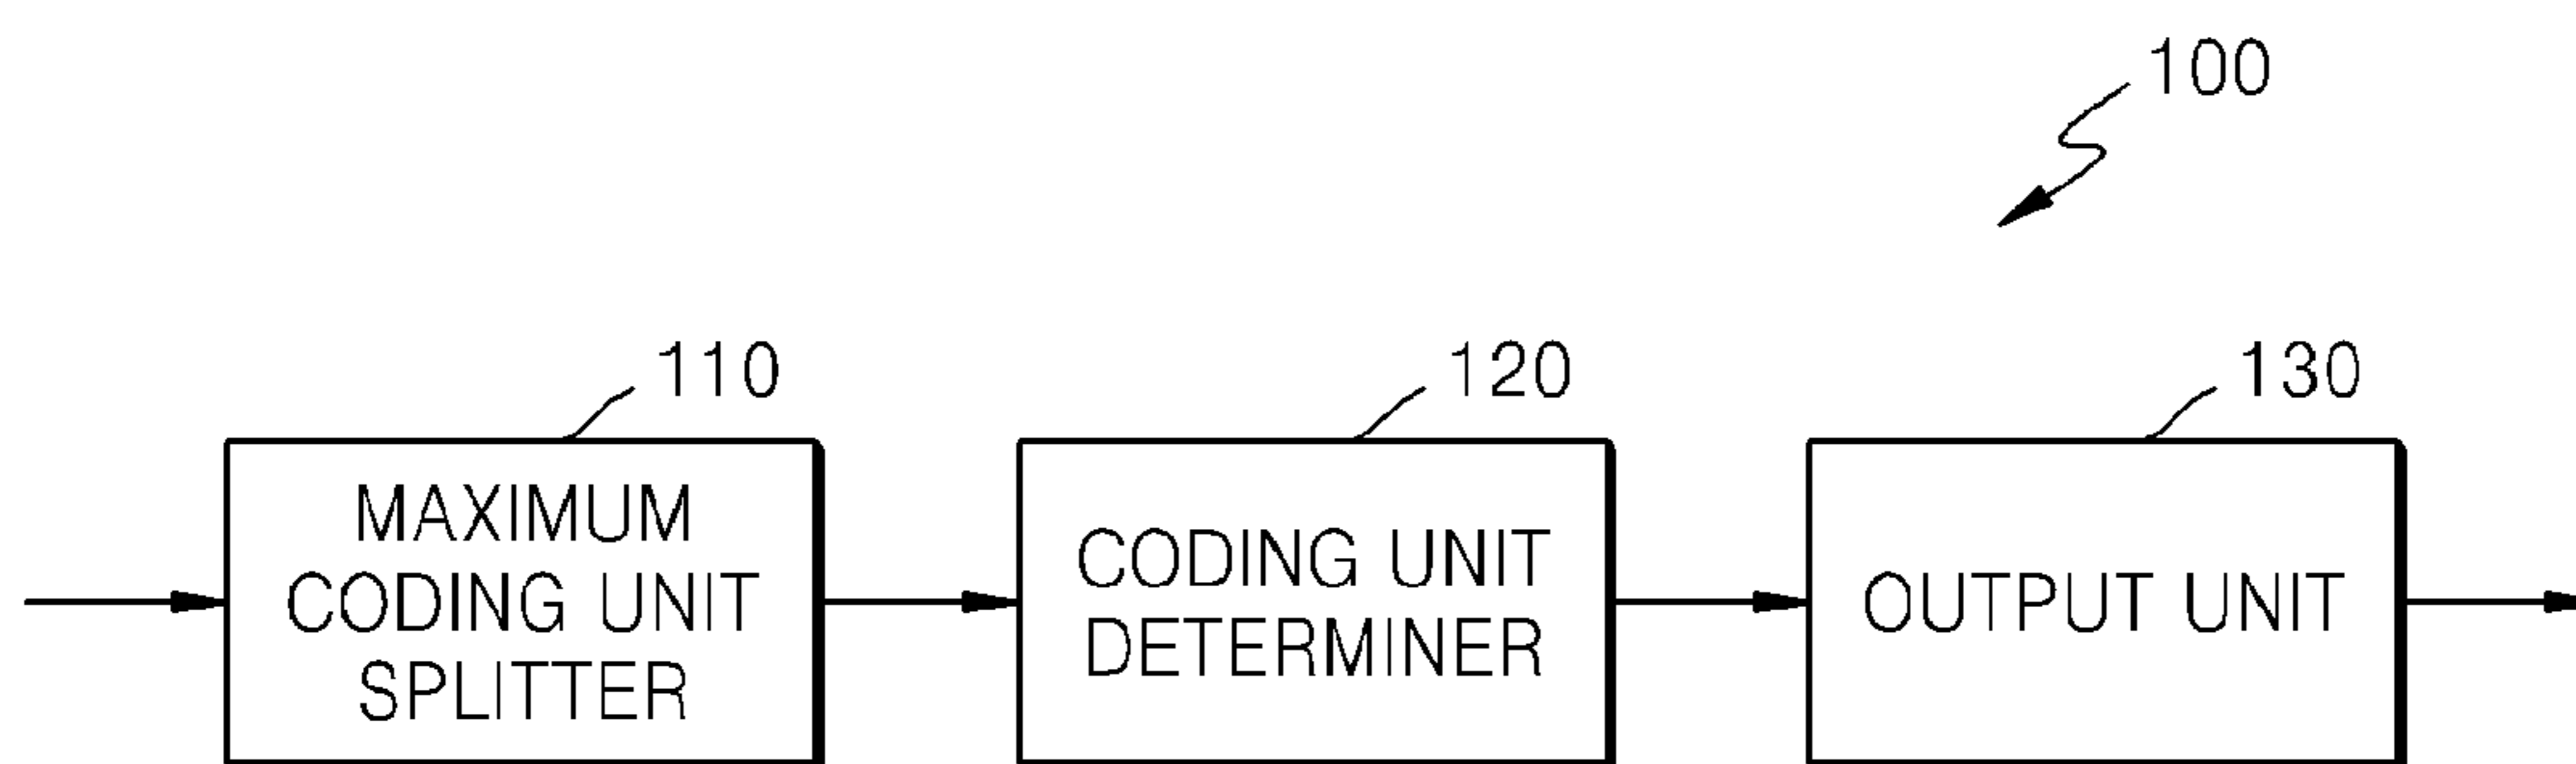 100
110
120
130
MAXIMUM
CODING UNIT
SPLITTER
CODING UNIT
DETERMINER
OUTPUT UNIT